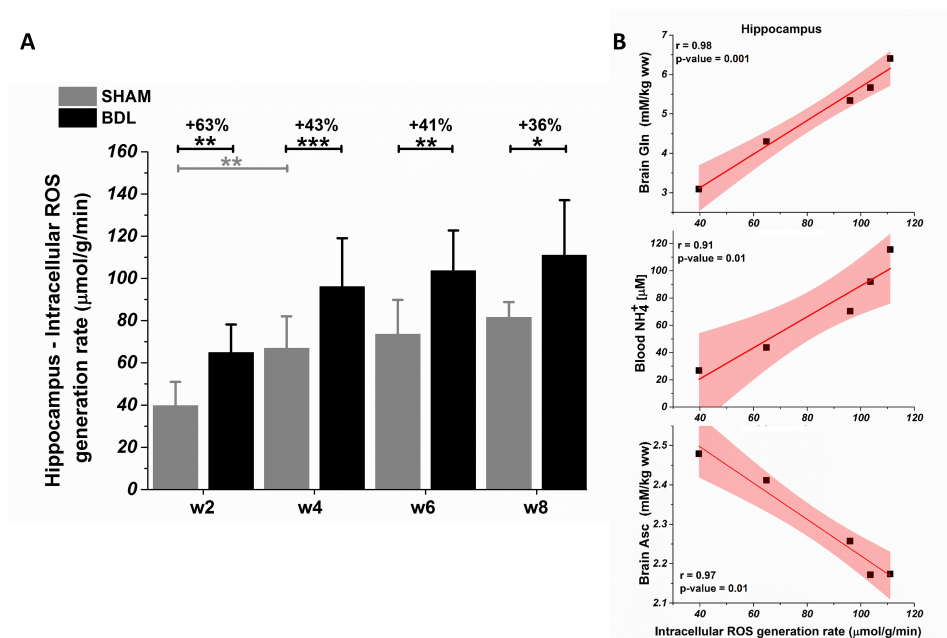 A
SHAM
BDL
+63%
+43%
+41%
+36%
**
***
**
*
**
160
140
120
100
80
60
40
20
0
Hippocampus - Intracellular ROS
generation rate (μmol/g/min)
w2
w4
w6
w8
B
Hippocampus
r = 0.98
p-value = 0.001
7
6
5
4
3
Brain Gln (mM/kg ww)
40
60
80
100
120
r = 0.91
p-value = 0.01
120
100
80
60
40
20
0
Blood NH4+ [μM]
40
60
80
100
120
2.5
2.4
2.3
2.2
2.1
Brain Asc (mM/kg ww)
r = 0.97
p-value = 0.01
40
60
80
100
120
Intracellular ROS generation rate (μmol/g/min)